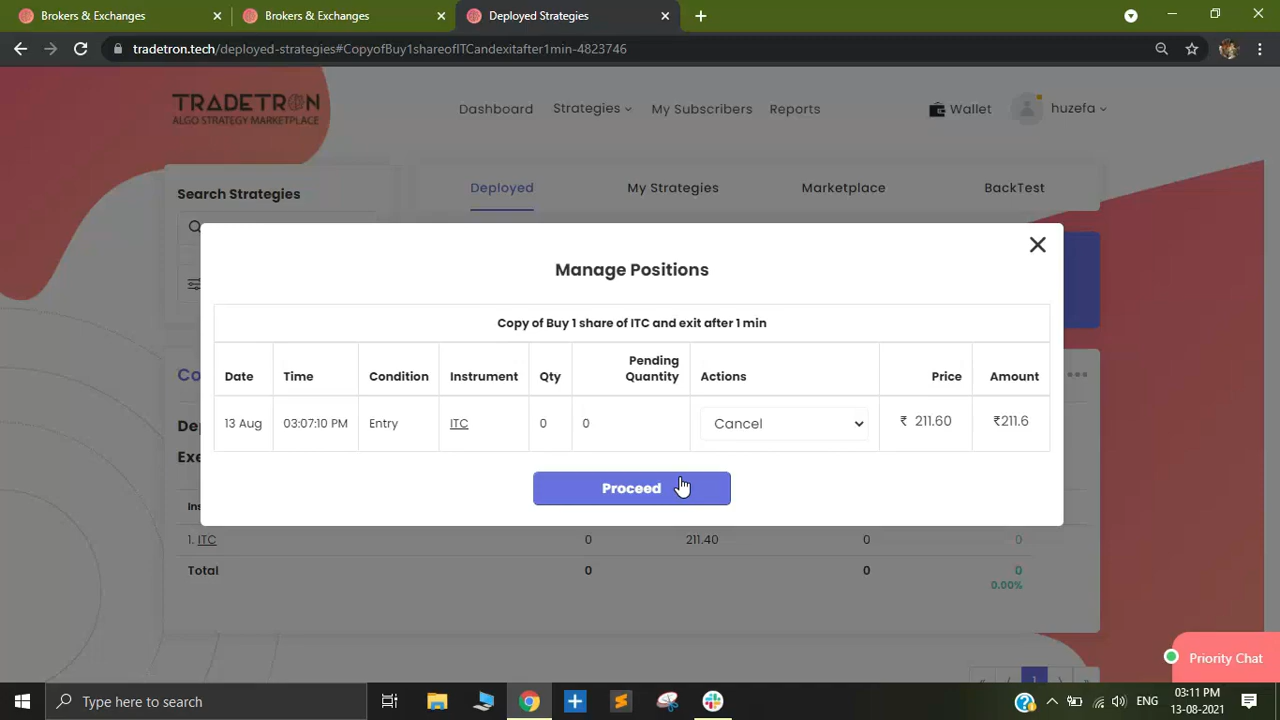 Brokers & Exchanges
Brokers & Exchanges
Deployed Strategies
tradetron.tech/deployed-strategies#CopyofBuy1shareofITCandexitafter1min-4823746
TRADETRON
ALGO STRATEGY MARKETPLACE
Dashboard Strategies My Subscribers Reports Wallet huzefa
Search Strategies
Deployed My Strategies Marketplace BackTest
Manage Positions
Copy of Buy 1 share of ITC and exit after 1 min
Date Time Condition Instrument Qty Pending Quantity Actions Price Amount
13 Aug 03:07:10 PM Entry ITC 0 0 Cancel ₹ 211.60 ₹211.6
Proceed
Co
De
Exe
Ins
1. ITC 0 211.40 0 0
Total 0 0 0
0.00%
Priority Chat
« 1 »
Type here to search
ENG
03:11 PM
13-08-2021